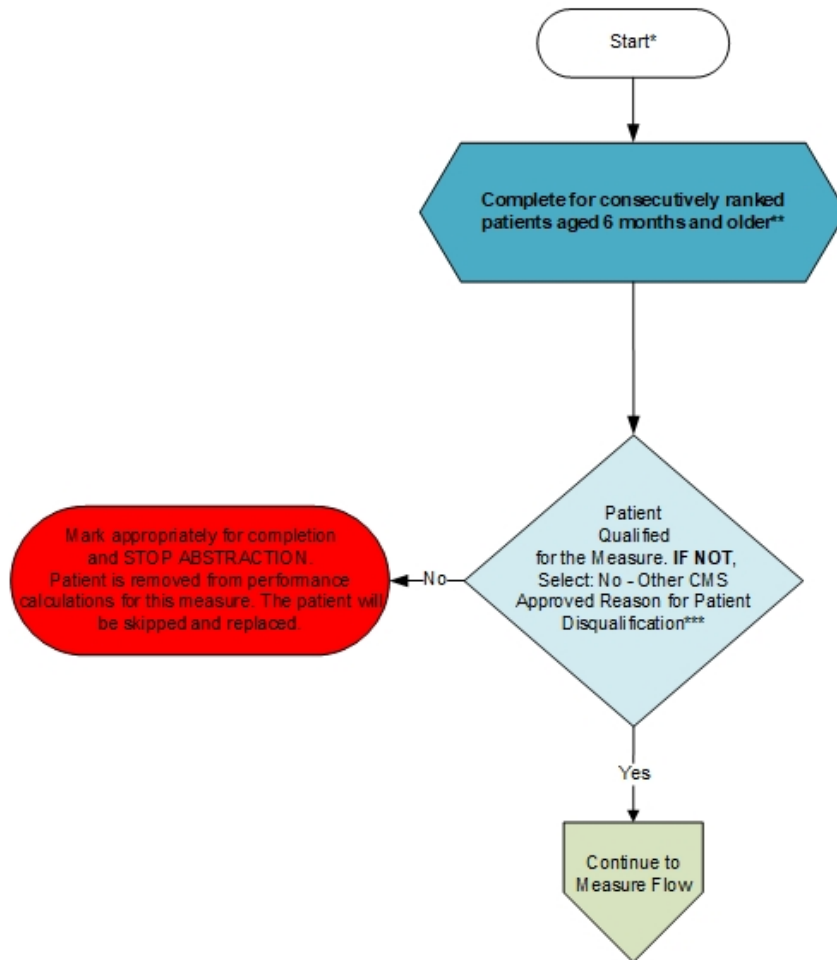 Start*
Complete for consecutively ranked
patients aged 6 months and older**
Patient
Qualified
for the Measure. IF NOT,
Select: No - Other CMS
Approved Reason for Patient
Disqualification***
No
Mark appropriately for completion
and STOP ABSTRACTION.
Patient is removed from performance
calculations for this measure. The patient will
be skipped and replaced.
Yes
Continue to
Measure Flow